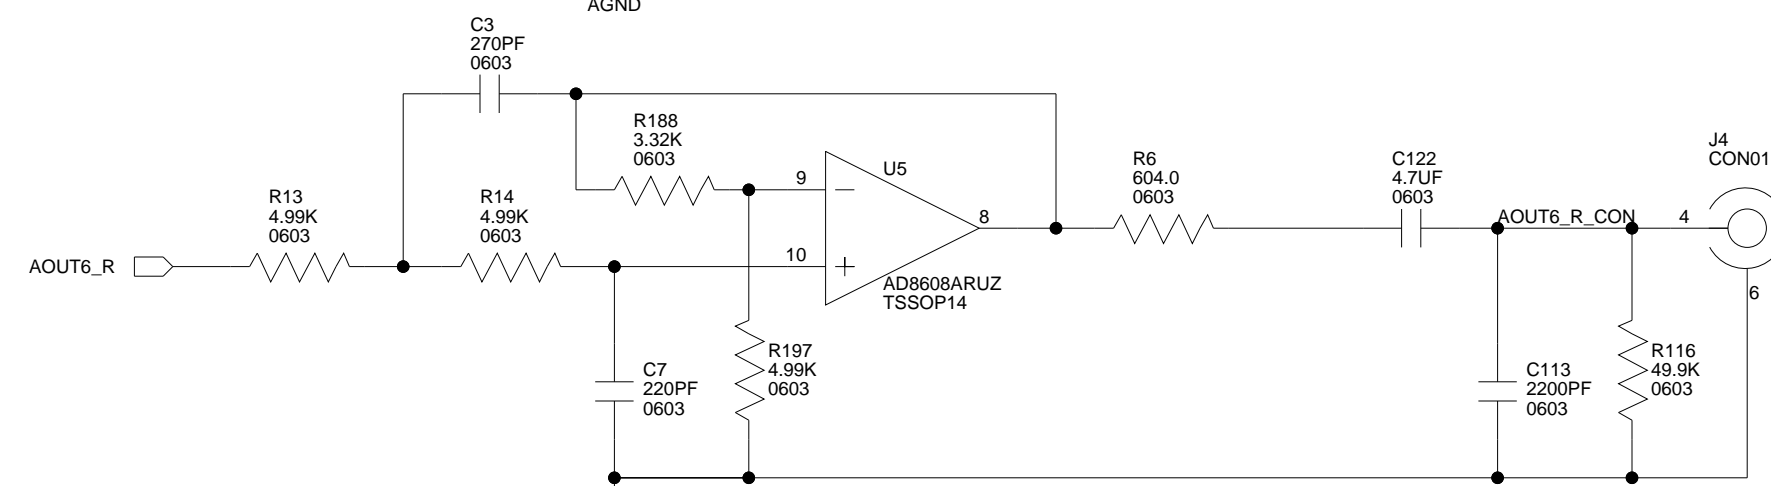 AGND
C3
270PF
0603
R188
3.32K
0603
J4
CON01
R13
4.99K
0603
R14
4.99K
0603
9
U5
8
R6
604.0
0603
C122
4.7UF
0603
AOUT6_R_CON
4
AOUT6_R
10
AD8608ARUZ
TSSOP14
6
C7
220PF
0603
R197
4.99K
0603
C113
2200PF
0603
R116
49.9K
0603